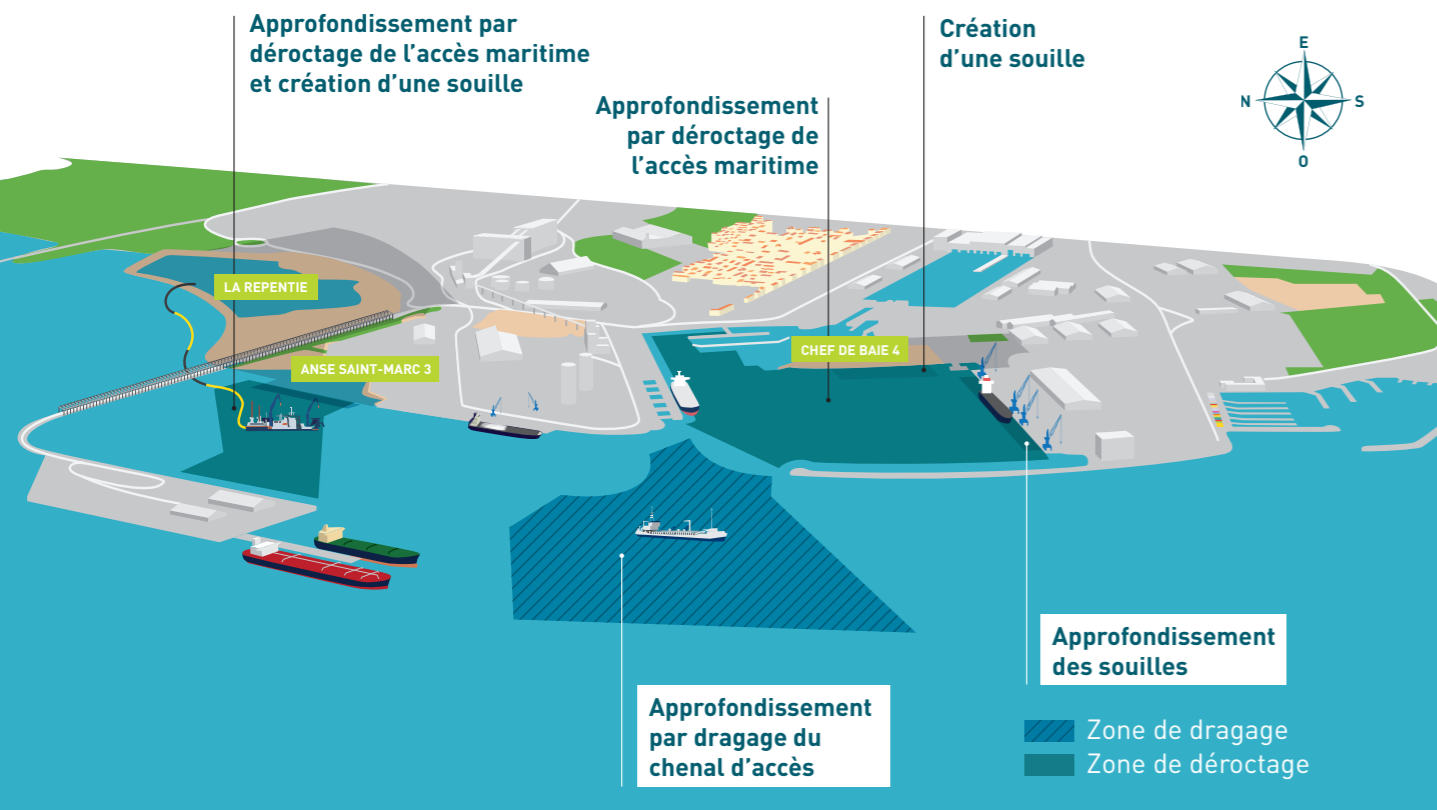 Approfondissement par
déroctage de l’accès maritime
et création d’une souille
Approfondissement
par déroctage de
l’accès maritime
Création
d’une souille
E
N
S
O
LA REPENTIE
ANSE SAINT-MARC 3
CHEF DE BAIE 4
Approfondissement
des souilles
Approfondissement
par dragage du
chenal d’accès
Zone de dragage
Zone de déroctage